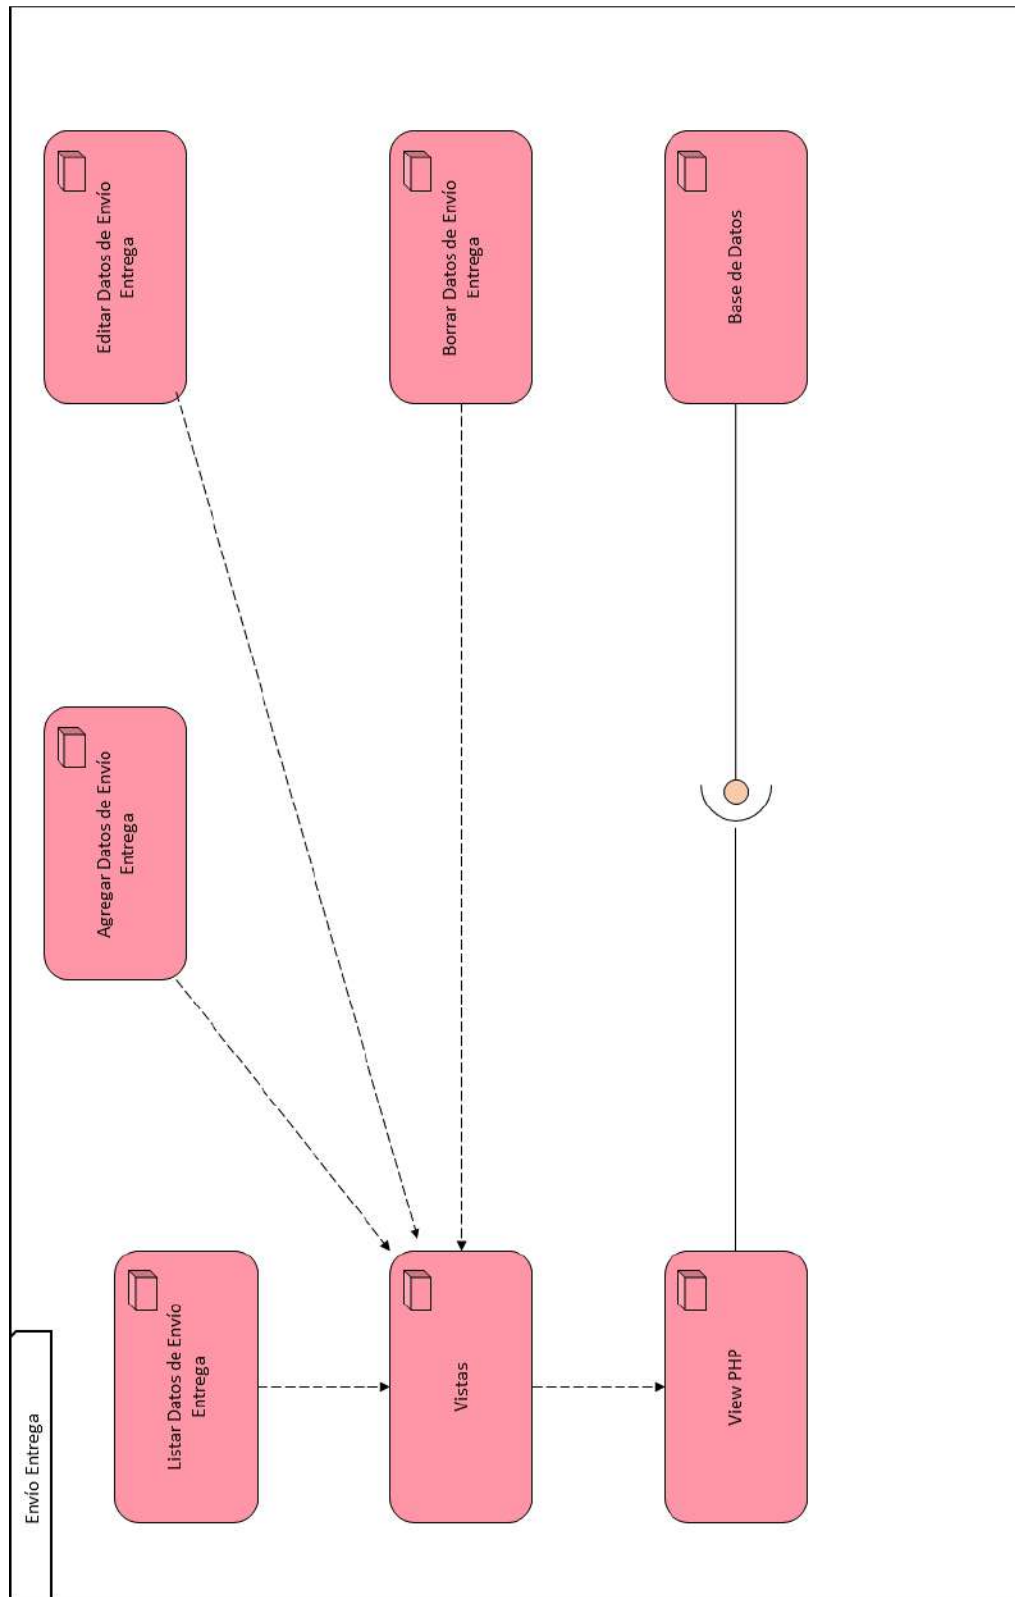 Envío Entrega
Listar Datos de Envío
Entrega
Agregar Datos de Envío
Entrega
Editar Datos de Envío
Entrega
Vistas
Borrar Datos de Envío
Entrega
View PHP
Base de Datos